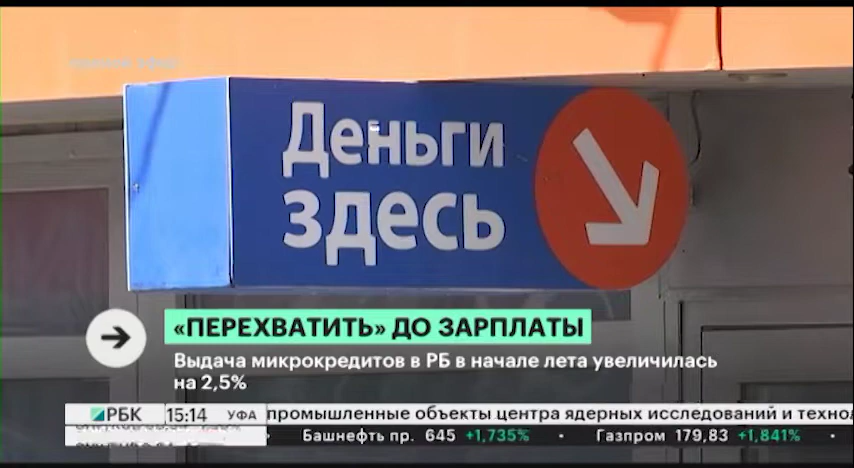 Деньги
здесь
«ПЕРЕХВАТИТЬ» ДО ЗАРПЛАТЫ
Выдача микрокредитов в РБ в начале лета увеличилась
на 2,5%
РБК 15:14 УФА промышленные объекты центра ядерных исследований и техно
Башнефть пр. 645 +1,735% • Газпром 179,83 +1,841% •